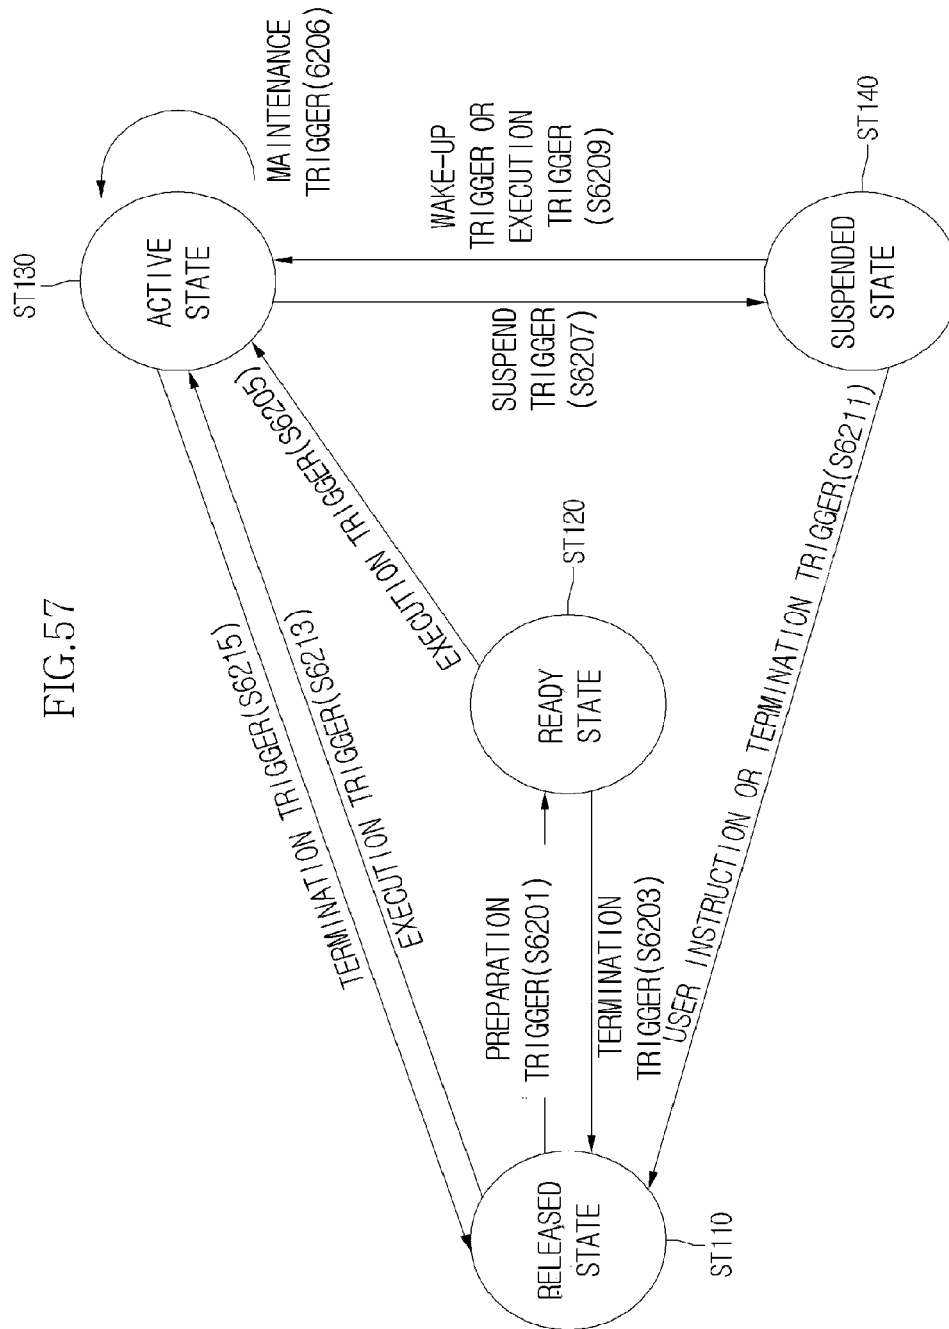 FIG.57
ST130
ACTIVE
STATE
MAINTENANCE
TRIGGER(6206)
TERMINATION TRIGGER(S6215)
EXECUTION TRIGGER(S6213)
EXECUTION TRIGGER(S6205)
SUSPEND
TRIGGER
(S6207)
WAKE-UP
TRIGGER OR
EXECUTION
TRIGGER
(S6209)
READY
STATE
ST120
PREPARATION
TRIGGER(S6201)
TERMINATION
TRIGGER(S6203)
USER INSTRUCTION OR TERMINATION TRIGGER(S6211)
RELEASED
STATE
ST110
SUSPENDED
STATE
ST140